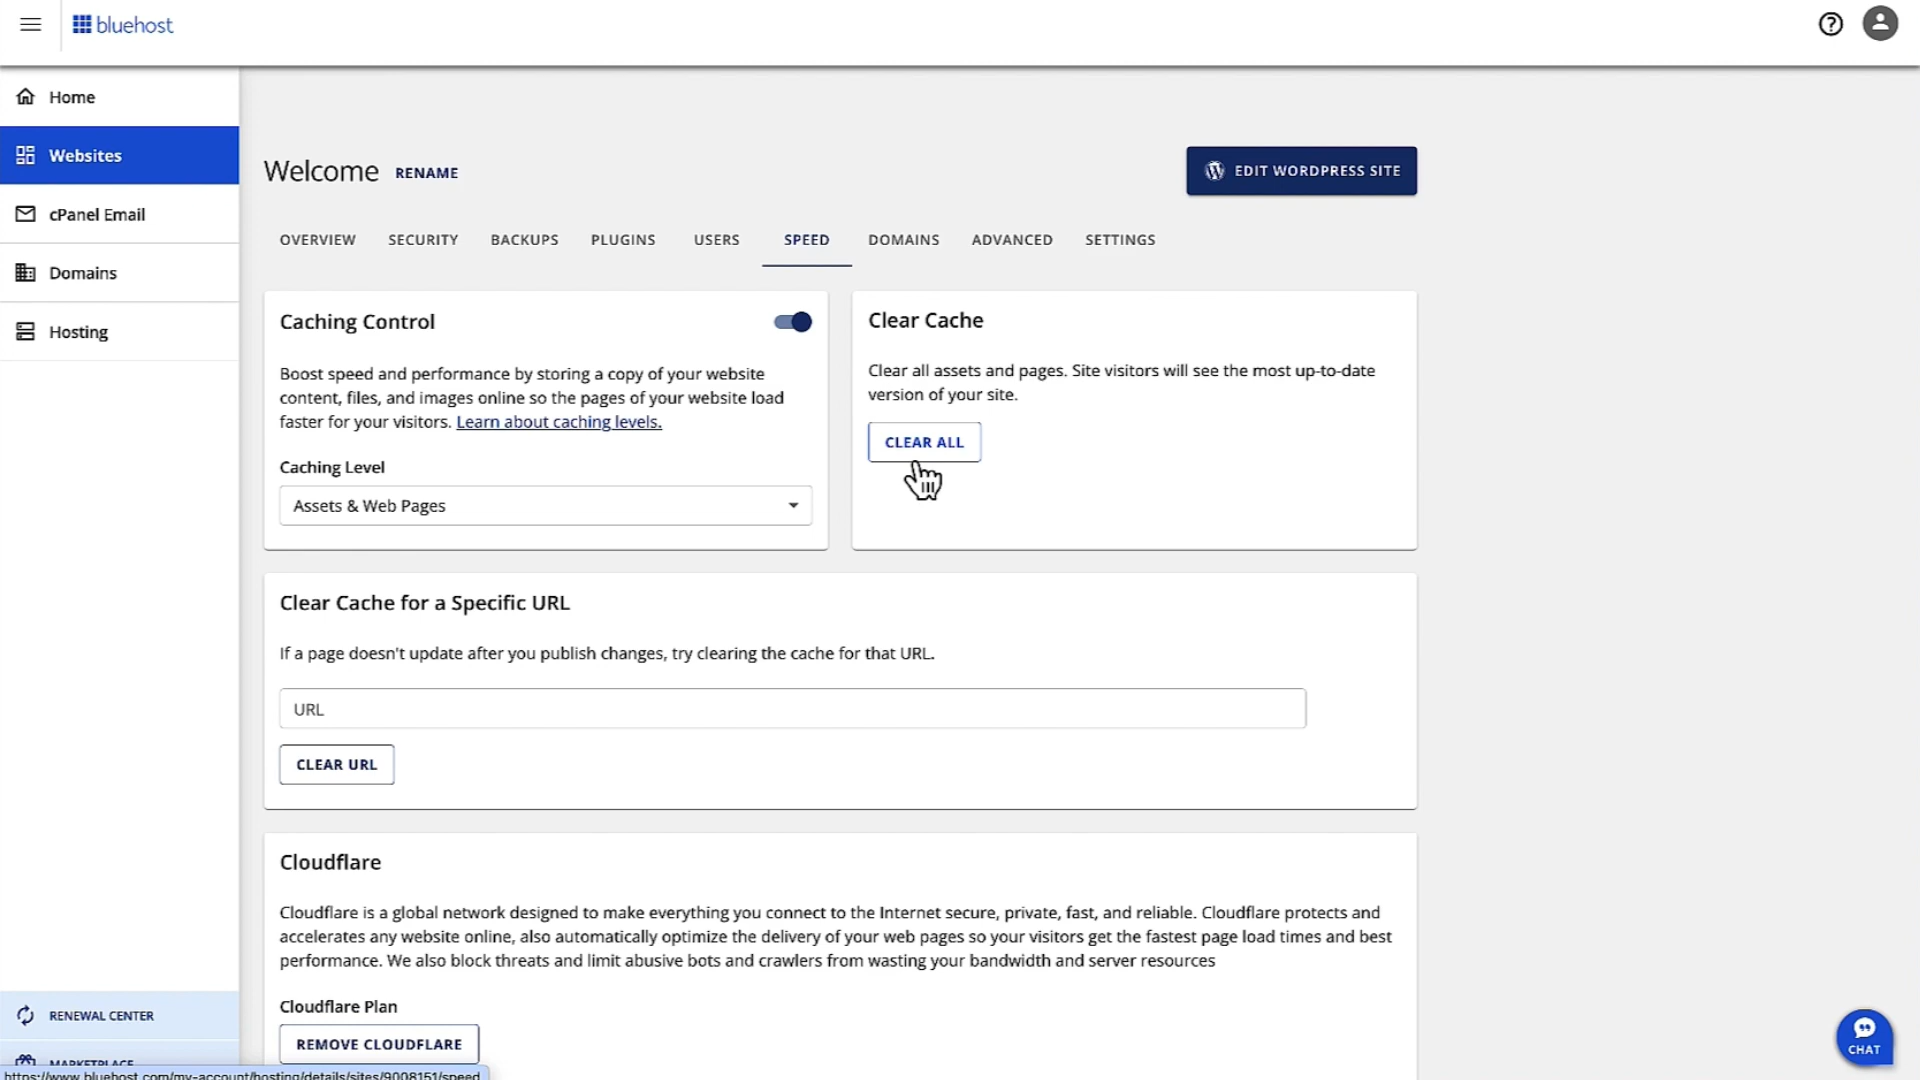 bluehost
Home
Websites
cPanel Email
Domains
Hosting
Welcome RENAME
EDIT WORDPRESS SITE
OVERVIEW SECURITY BACKUPS PLUGINS USERS SPEED DOMAINS ADVANCED SETTINGS
Caching Control
Boost speed and performance by storing a copy of your website
content, files, and images online so the pages of your website load
faster for your visitors. Learn about caching levels.
Caching Level
Assets & Web Pages
Clear Cache
Clear all assets and pages. Site visitors will see the most up-to-date
version of your site.
CLEAR ALL
Clear Cache for a Specific URL
If a page doesn't update after you publish changes, try clearing the cache for that URL.
URL
CLEAR URL
Cloudflare
Cloudflare is a global network designed to make everything you connect to the Internet secure, private, fast, and reliable. Cloudflare protects and
accelerates any website online, also automatically optimize the delivery of your web pages so your visitors get the fastest page load times and best
performance. We also block threats and limit abusive bots and crawlers from wasting your bandwidth and server resources
Cloudflare Plan
REMOVE CLOUDFLARE
RENEWAL CENTER
MARKETPLACE
https://www.bluehost.com/my-account/hosting/details/sites/9008151/speed
CHAT